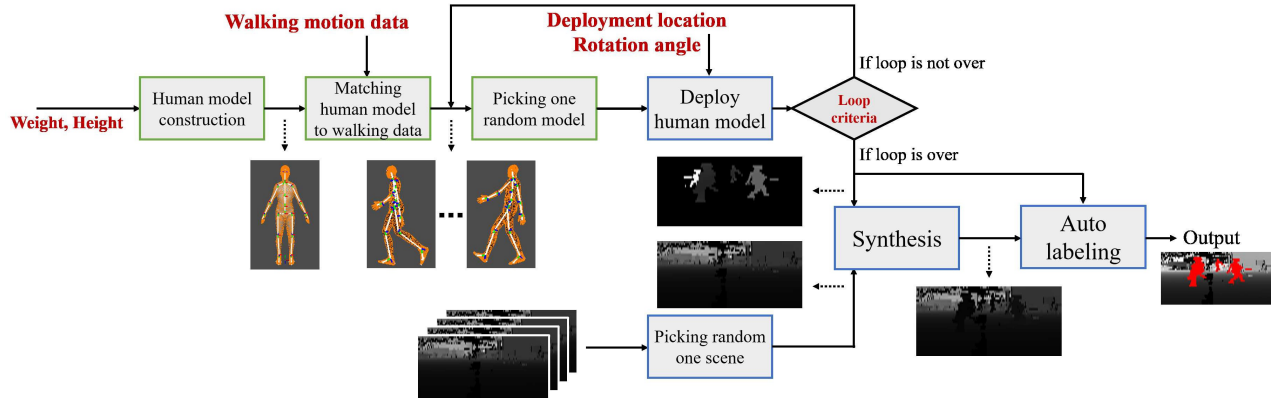 Walking motion data
Deployment location
Rotation angle
If loop is not over
Weight, Height
Human model
construction
Matching
human model
to walking data
Picking one
random model
Deploy
human model
Loop
criteria
If loop is over
Synthesis
Auto
labeling
Output
Picking random
one scene